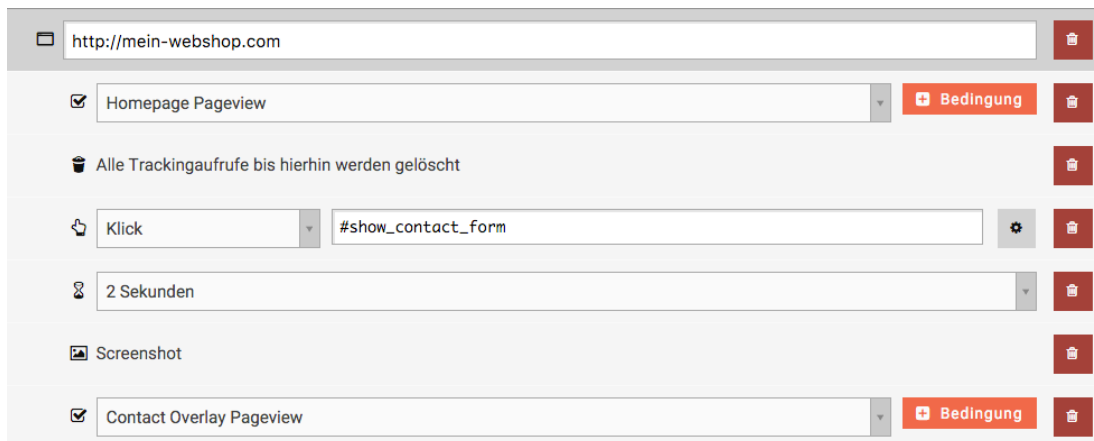 http://mein-webshop.com
Homepage Pageview
Bedingung
Alle Trackingaufrufe bis hierhin werden gelöscht
Klick
#show_contact_form
2 Sekunden
Screenshot
Contact Overlay Pageview
Bedingung